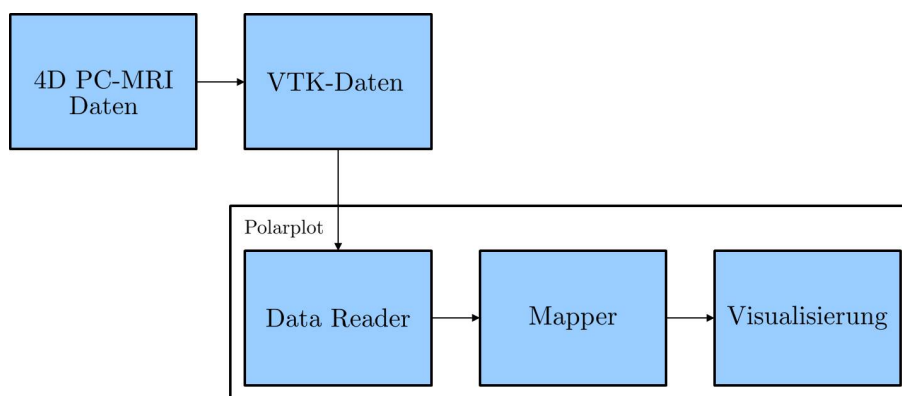 4D PC-MRI
Daten
VTK-Daten
Polarplot
Data Reader
Mapper
Visualisierung